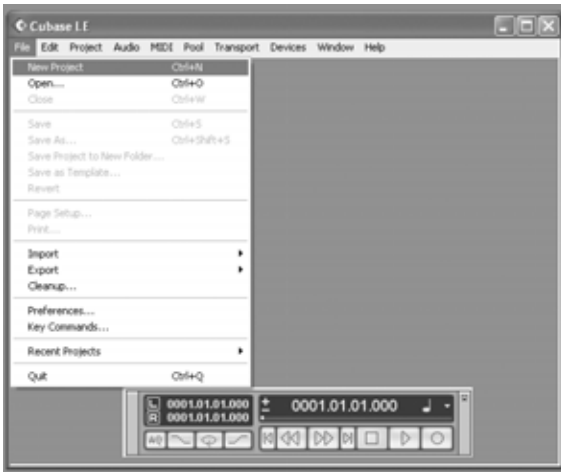 Cubase LE
File Edit Project Audio MIDI Pool Transport Devices Window Help
New Project Ctrl+N
Open... Ctrl+O
Close Ctrl+W
Save Ctrl+S
Save As... Ctrl+Shift+S
Save Project to New Folder...
Save as Template...
Revert
Page Setup...
Print...
Import
Export
Cleanup...
Preferences...
Key Commands...
Recent Projects
Quit Ctrl+Q
L 0001.01.01.000 0001.01.01.000
R 0001.01.01.000
AQ